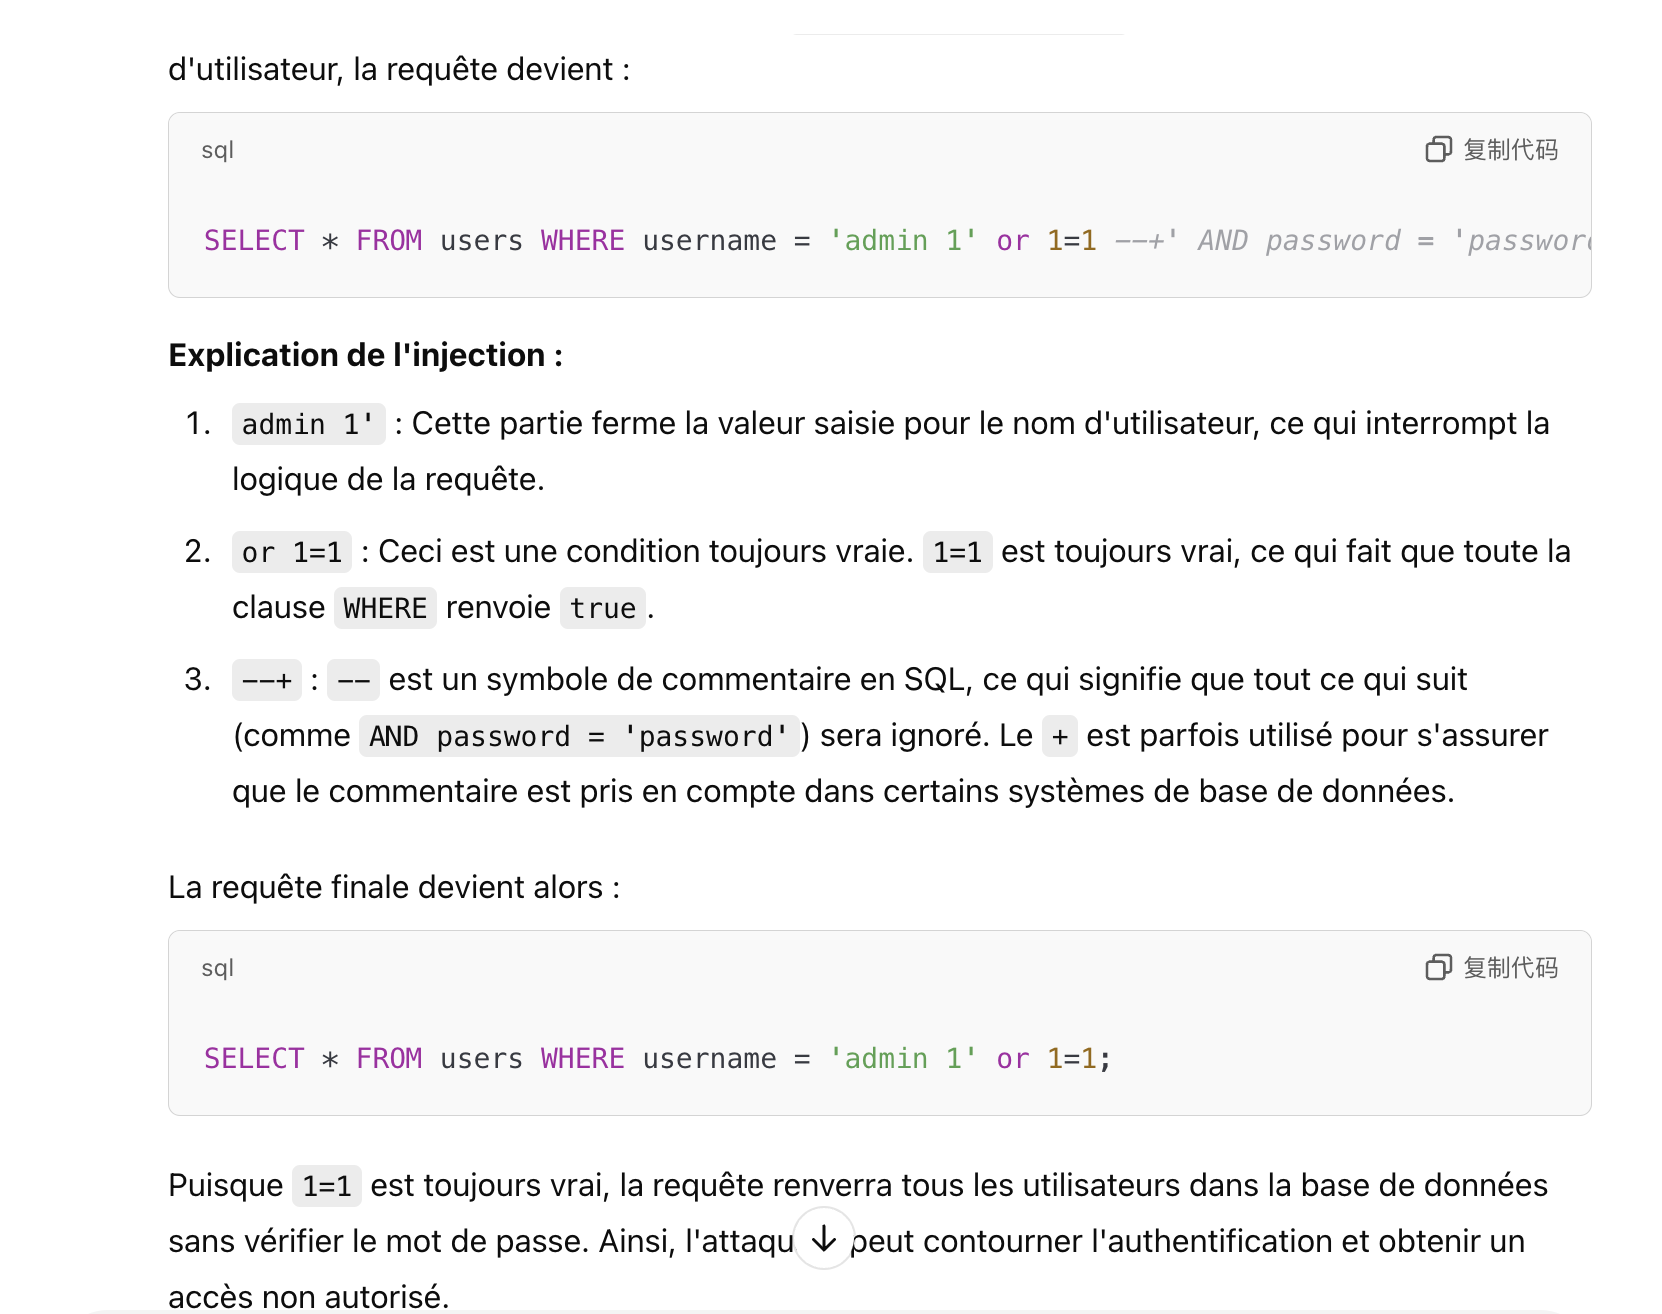 d'utilisateur, la requête devient :
sql
复制代码
SELECT * FROM users WHERE username = 'admin 1' or 1=1 --+' AND password = 'passwor
Explication de l'injection :
1. admin 1' : Cette partie ferme la valeur saisie pour le nom d'utilisateur, ce qui interrompt la
logique de la requête.
2. or 1=1 : Ceci est une condition toujours vraie. 1=1 est toujours vrai, ce qui fait que toute la
clause WHERE renvoie true.
3. --+ : -- est un symbole de commentaire en SQL, ce qui signifie que tout ce qui suit
(comme AND password = 'password') sera ignoré. Le + est parfois utilisé pour s'assurer
que le commentaire est pris en compte dans certains systèmes de base de données.
La requête finale devient alors :
sql
复制代码
SELECT * FROM users WHERE username = 'admin 1' or 1=1;
Puisque 1=1 est toujours vrai, la requête renverra tous les utilisateurs dans la base de données
sans vérifier le mot de passe. Ainsi, l'attaqu peut contourner l'authentification et obtenir un
accès non autorisé.